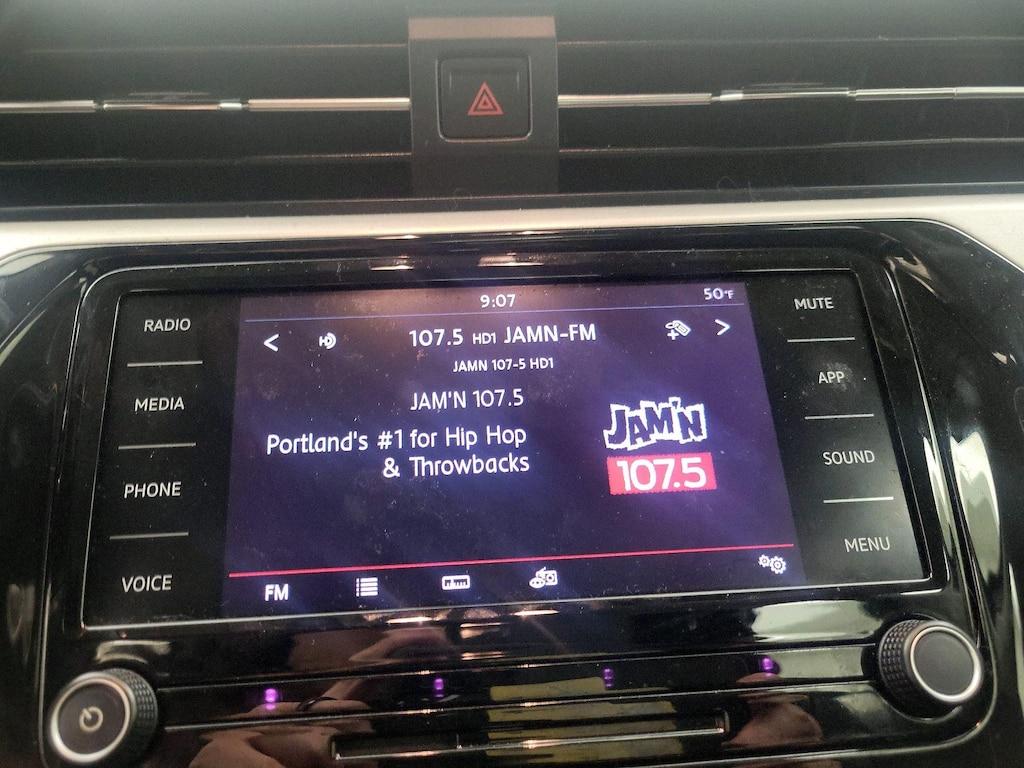 9:07
50°F
RADIO
MUTE
<
HD
107.5 HD1 JAMN-FM
>
JAMN 107-5 HD1
MEDIA
APP
JAM'N 107.5
Portland's #1 for Hip Hop
& Throwbacks
JAM'N
107.5
PHONE
SOUND
VOICE
MENU
FM